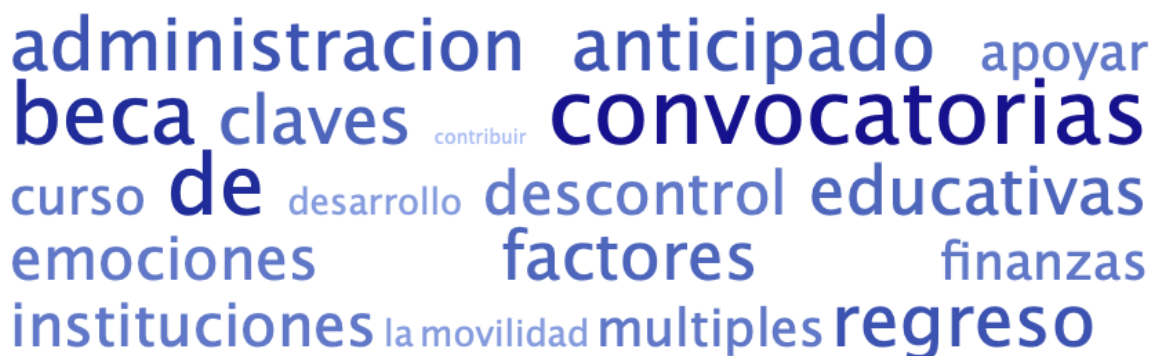 administracion anticipado apoyar
beca claves contribuir convocatorias
curso de desarrollo descontrol educativas
emociones factores finanzas
instituciones la movilidad multiples regreso